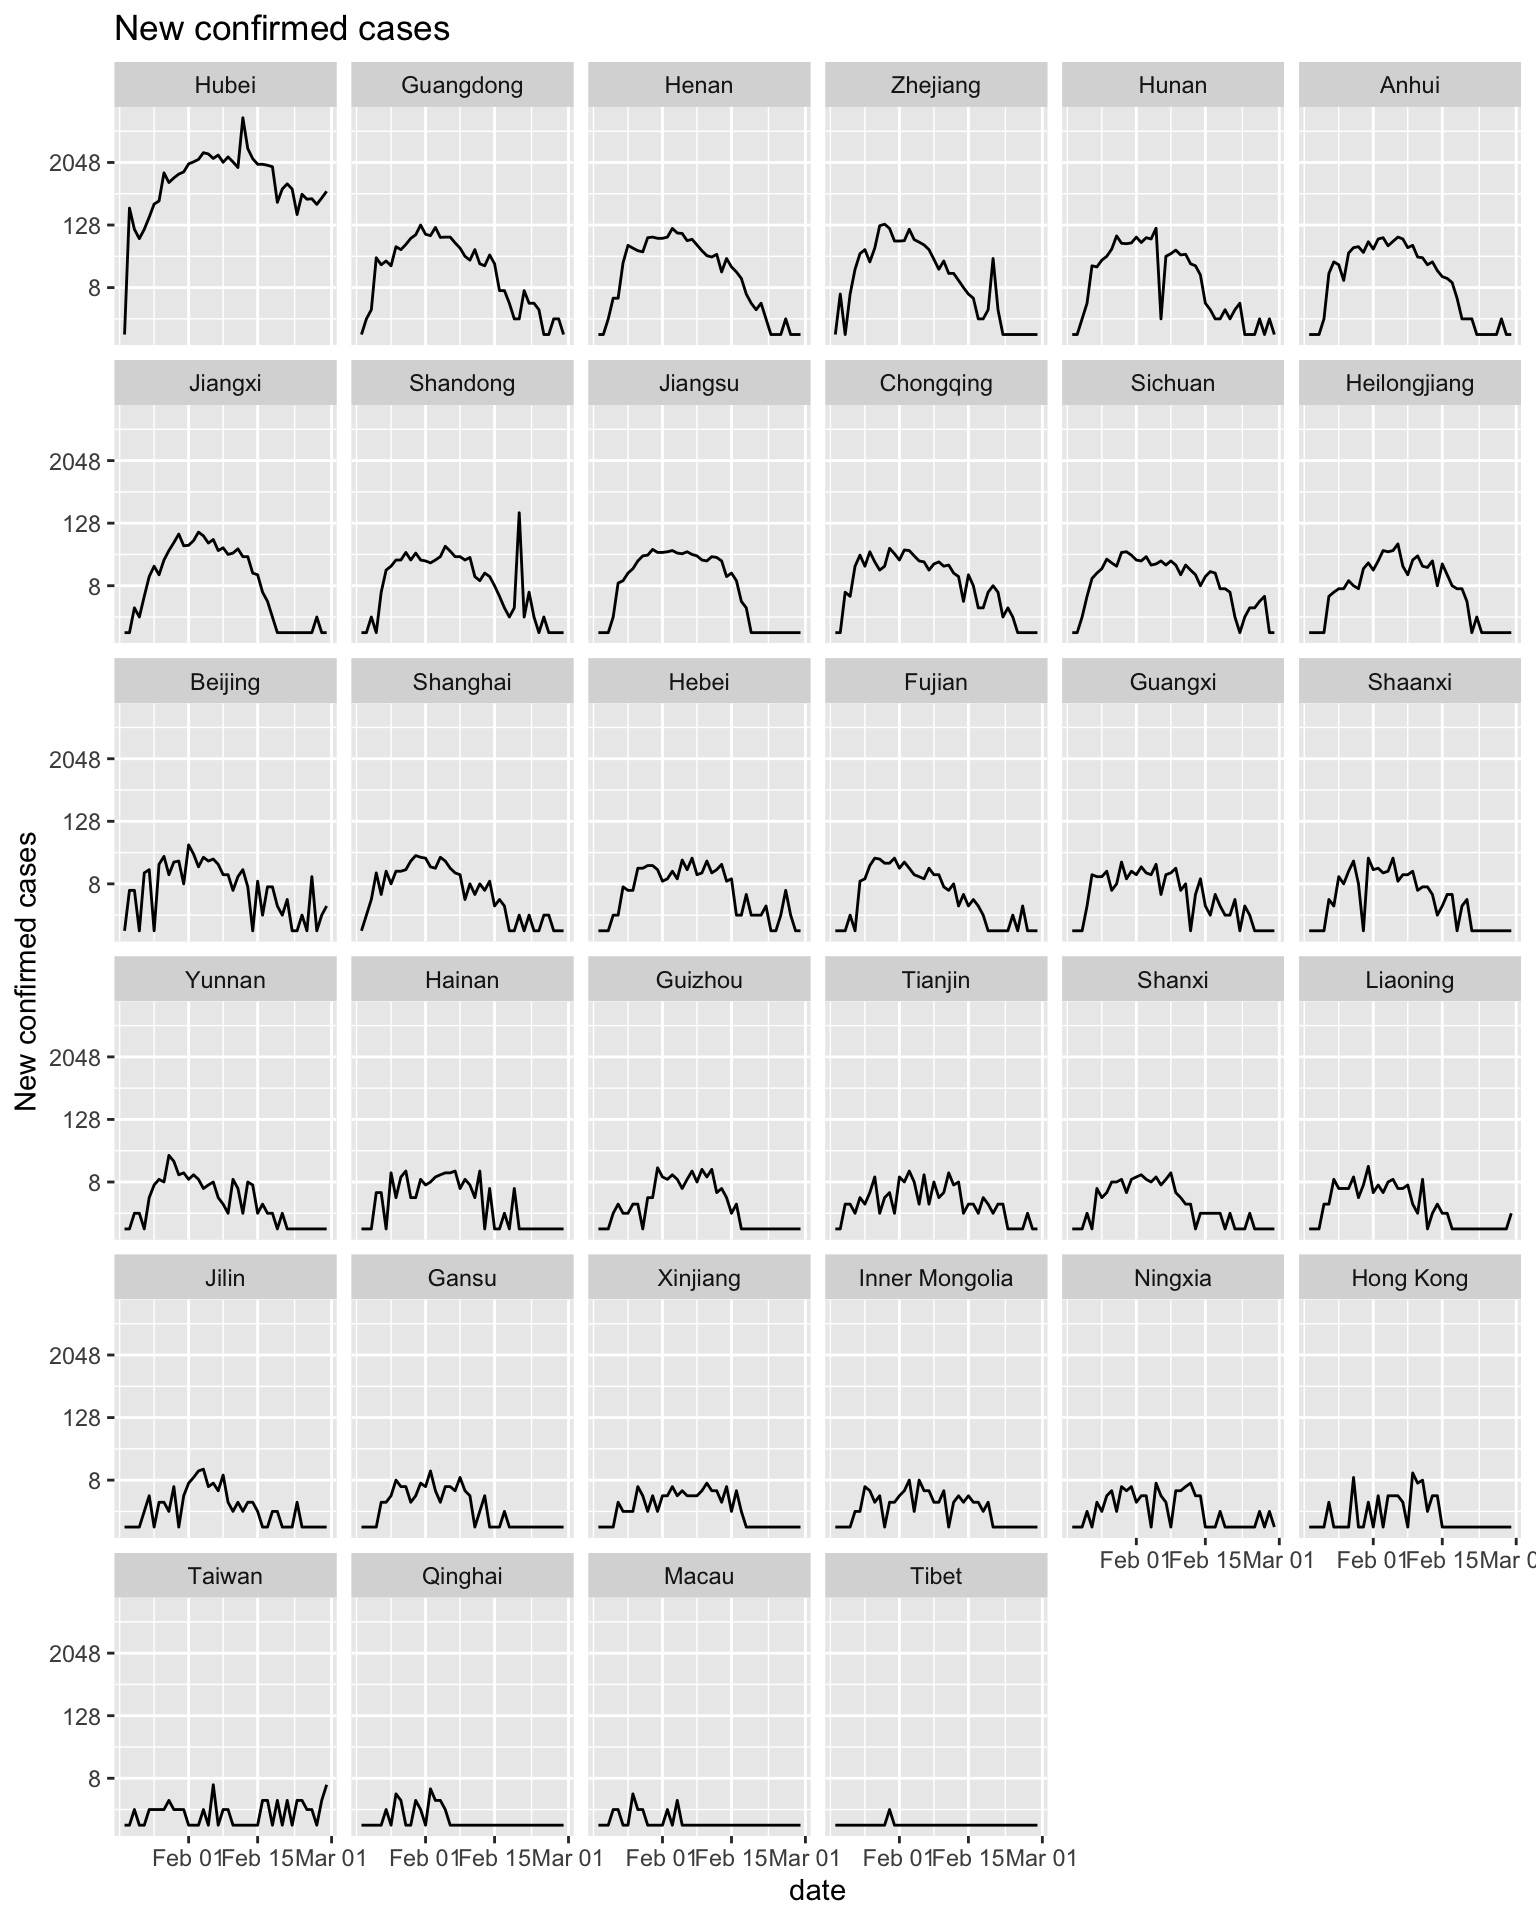 New confirmed cases
Hubei Guangdong Henan Zhejiang Hunan Anhui
2048
128
8
Jiangxi Shandong Jiangsu Chongqing Sichuan Heilongjiang
2048
128
8
Beijing Shanghai Hebei Fujian Guangxi Shaanxi
2048
128
8
New confirmed cases
Yunnan Hainan Guizhou Tianjin Shanxi Liaoning
2048
128
8
Jilin Gansu Xinjiang Inner Mongolia Ningxia Hong Kong
2048
128
8
Feb 01 Feb 15 Mar 01 Feb 01 Feb 15 Mar 0
Taiwan Qinghai Macau Tibet
2048
128
8
Feb 01 Feb 15 Mar 01 Feb 01 Feb 15 Mar 01 Feb 01 Feb 15 Mar 01 Feb 01 Feb 15 Mar 01
date